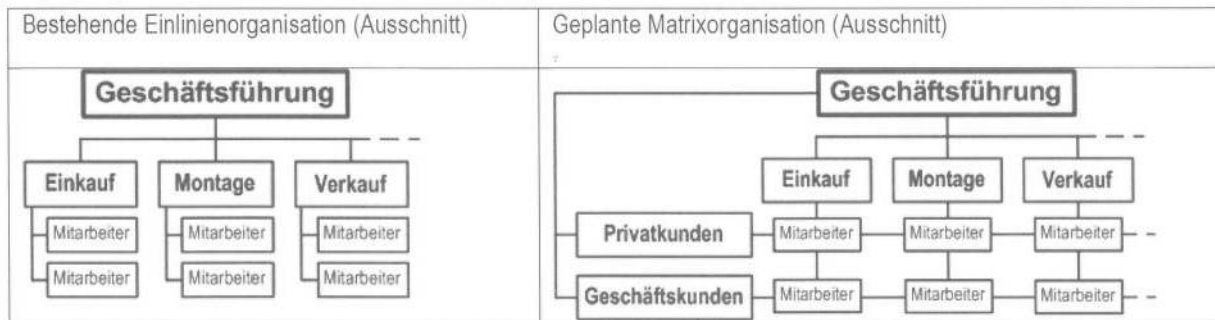 Bestehende Einlinienorganisation (Ausschnitt)
Geschäftsführung
Einkauf Montage Verkauf
Mitarbeiter Mitarbeiter Mitarbeiter
Mitarbeiter Mitarbeiter Mitarbeiter
Geplante Matrixorganisation (Ausschnitt)
Geschäftsführung
Einkauf Montage Verkauf
Privatkunden Mitarbeiter Mitarbeiter Mitarbeiter
Geschäftskunden Mitarbeiter Mitarbeiter Mitarbeiter